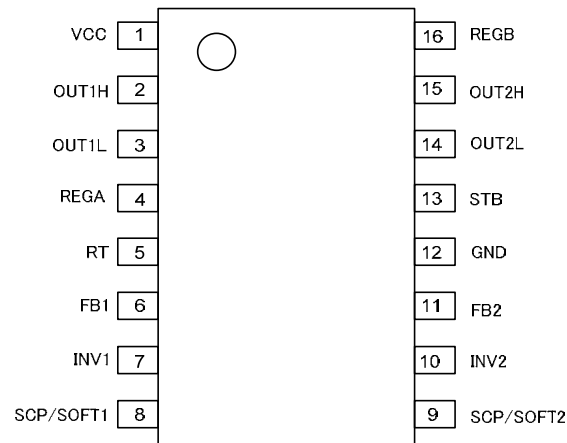 VCC 1 16 REGB
OUT1H 2 15 OUT2H
OUT1L 3 14 OUT2L
REGA 4 13 STB
RT 5 12 GND
FB1 6 11 FB2
INV1 7 10 INV2
SCP/SOFT1 8 9 SCP/SOFT2